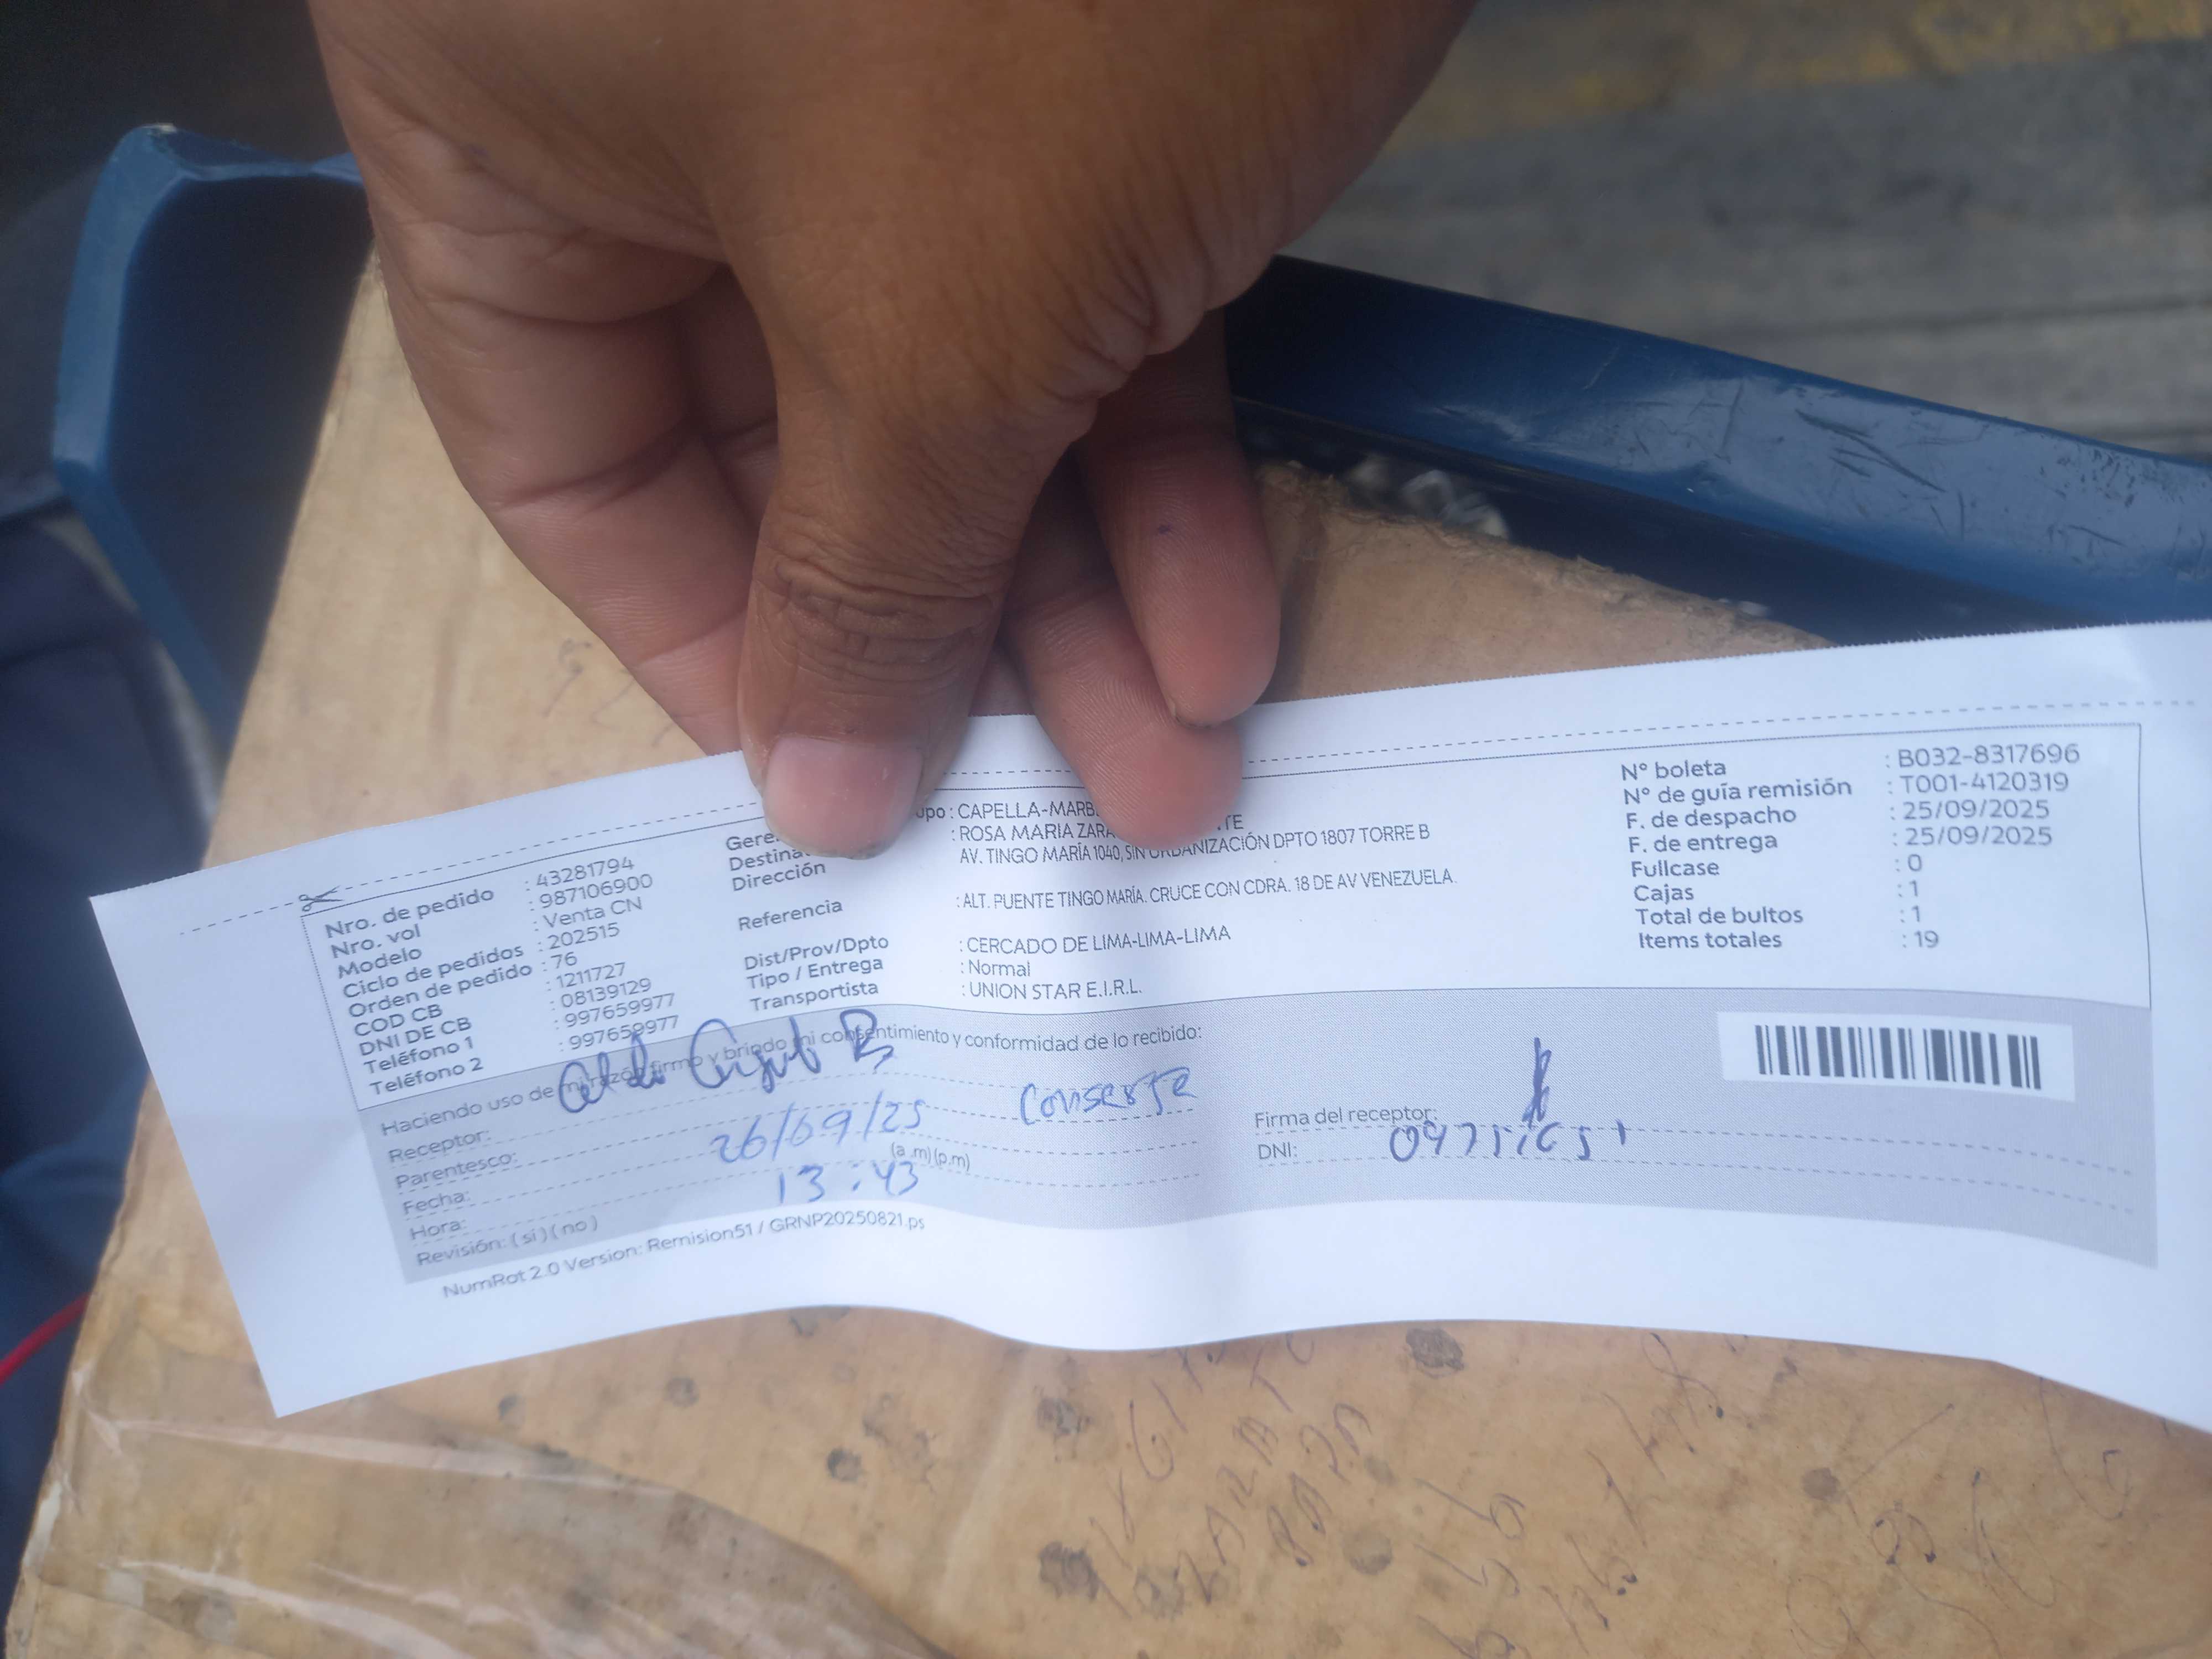 Nro. de pedido : 43281794
Nro. vol : 987106900
Modelo : Venta CN
Ciclo de pedidos : 202515
Orden de pedido : 76
COD CB : 1211727
DNI DE CB : 08139129
Teléfono 1 : 997659977
Teléfono 2 : 997659977
: CAPELLA-
: ROSA MARIA
Dirección AV. TINGO MARÍA 1040, SIN URBANIZACIÓN DPTO 1807 TORRE B
Referencia : ALT. PUENTE TINGO MARÍA. CRUCE CON CDRA. 18 DE AV VENEZUELA.
Dist/Prov/Dpto : CERCADO DE LIMA-LIMA-LIMA
Tipo / Entrega : Normal
Transportista : UNION STAR E.I.R.L.
N° boleta : B032-8317696
N° de guía remisión : T001-4120319
F. de despacho : 25/09/2025
F. de entrega : 25/09/2025
Fullcase : 0
Cajas : 1
Total de bultos : 1
Items totales : 19
Haciendo uso de mi razón firmo y brindo mi consentimiento y conformidad de lo recibido:
Receptor:
Parentesco: Conserje
Fecha: 26/09/25
Hora: 13:43 (a.m)(p.m)
Revisión: ( si ) ( no )
Firma del receptor:
DNI:
NumRot 2.0 Version: Remision51 / GRNP20250821.ps